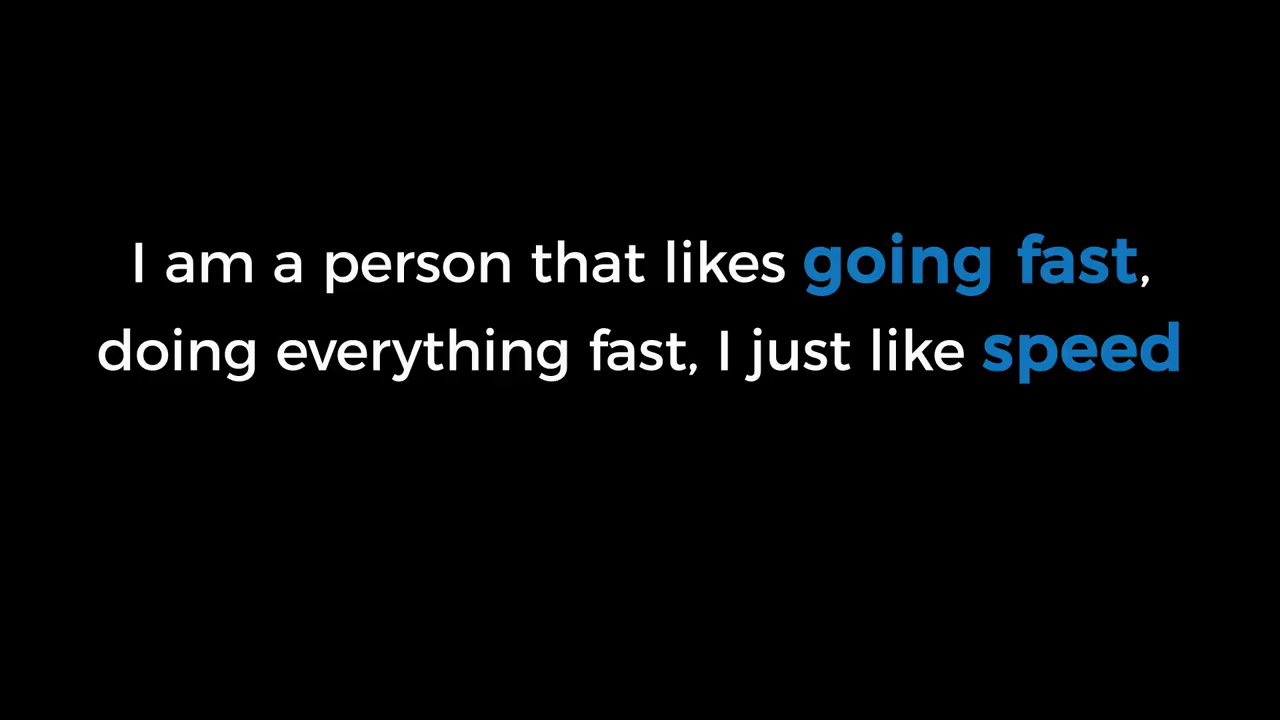 I am a person that likes going fast,
doing everything fast, I just like speed